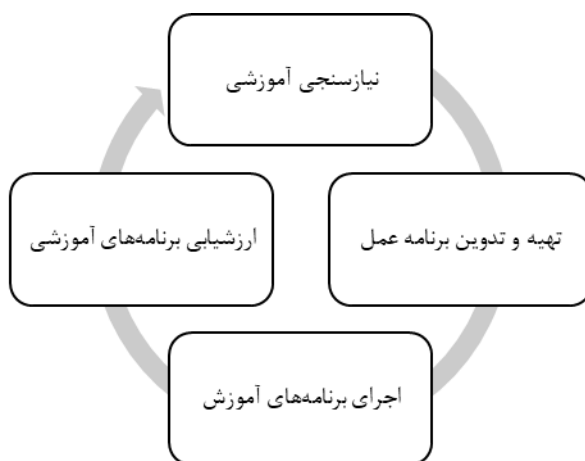 نیازسنجی آموزشی
تهیه و تدوین برنامه عمل
اجرای برنامه‌های آموزش
ارزشیابی برنامه‌های آموزشی